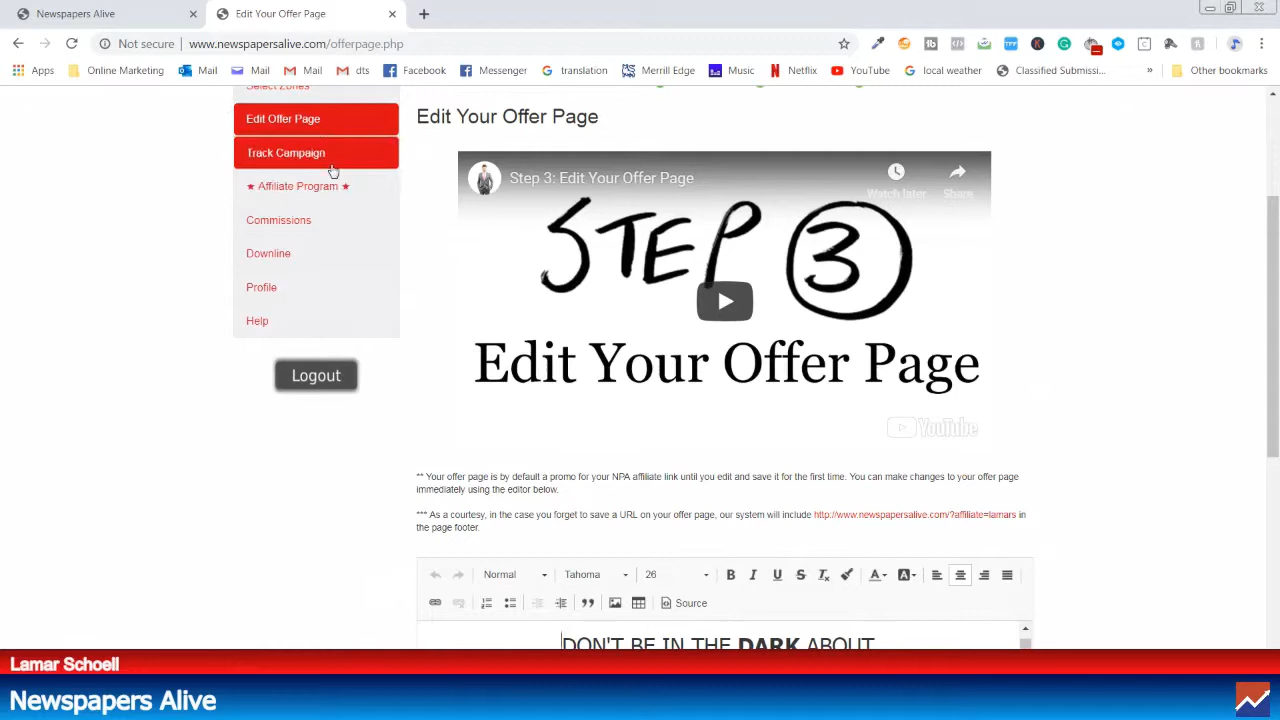 Newspapers Alive
Edit Your Offer Page
Not secure
www.newspapersalive.com/offerpage.php
Apps
Online Marketing
Mail
Mail
Mail
dts
Facebook
Messenger
translation
Merrill Edge
Music
Netflix
YouTube
local weather
Classified Submissi...
»
Other bookmarks
Select Zones
Edit Offer Page
Track Campaign
★ Affiliate Program ★
Commissions
Downline
Profile
Help
Logout
Edit Your Offer Page
Step 3: Edit Your Offer Page
Watch later
Share
STEP 3
Edit Your Offer Page
YouTube
** Your offer page is by default a promo for your NPA affiliate link until you edit and save it for the first time. You can make changes to your offer page
immediately using the editor below.
*** As a courtesy, in the case you forget to save a URL on your offer page, our system will include http://www.newspapersalive.com/?affiliate=lamars in
the page footer.
Normal
Tahoma
26
B I U S
Source
DON'T BE IN THE DARK ABOUT
Lamar Schoell
Newspapers Alive